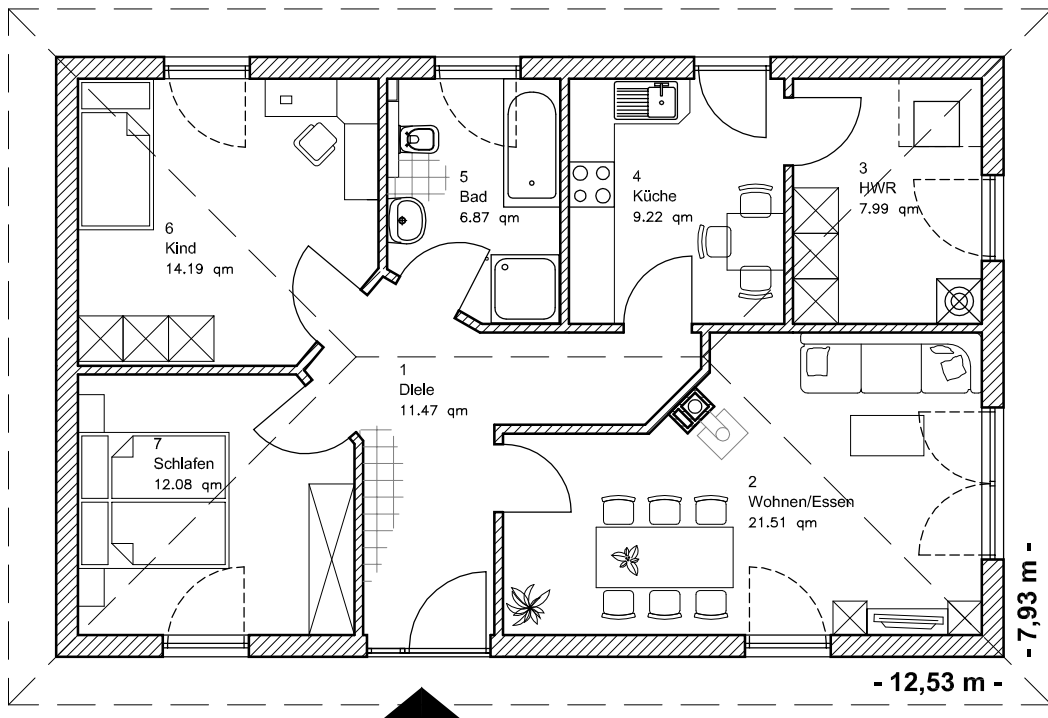 5
Bad
6.87 qm
4
Küche
9.22 qm
3
HWR
7.99 qm
6
Kind
14.19 qm
1
Diele
11.47 qm
7
Schlafen
12.08 qm
2
Wohnen/Essen
21.51 qm
- 7,93 m -
- 12,53 m -